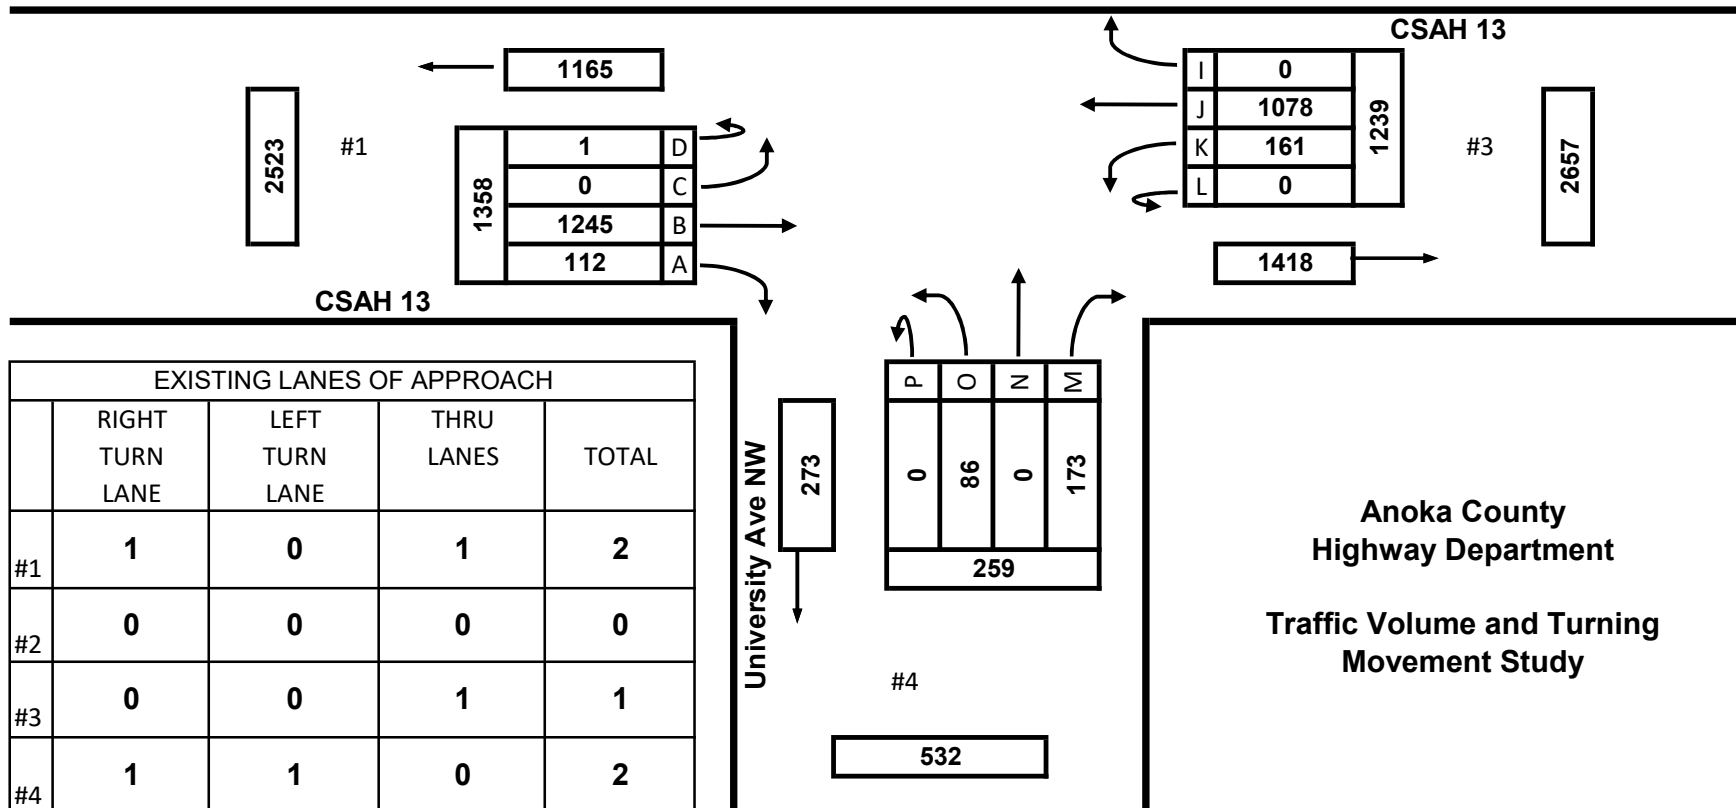 CSAH 13
1165
2523
#1
1358
1 D
0 C
1245 B
112 A
CSAH 13
I 0
J 1078
K 161
L 0
1239
#3
2657
1418
EXISTING LANES OF APPROACH
RIGHT TURN LANE
LEFT TURN LANE
THRU LANES
TOTAL
#1 1 0 1 2
#2 0 0 0 0
#3 0 0 1 1
#4 1 1 0 2
University Ave NW
273
P O N M
0 86 0 173
259
#4
532
Anoka County
Highway Department
Traffic Volume and Turning
Movement Study